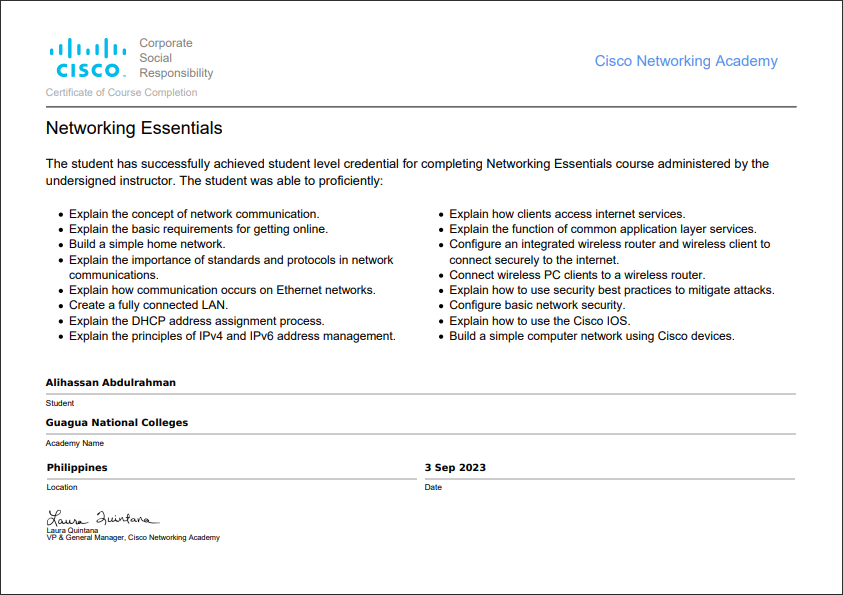 CISCO
Corporate
Social
Responsibility
Cisco Networking Academy
Certificate of Course Completion
Networking Essentials
The student has successfully achieved student level credential for completing Networking Essentials course administered by the
undersigned instructor. The student was able to proficiently:
• Explain the concept of network communication.
• Explain the basic requirements for getting online.
• Build a simple home network.
• Explain the importance of standards and protocols in network
communications.
• Explain how communication occurs on Ethernet networks.
• Create a fully connected LAN.
• Explain the DHCP address assignment process.
• Explain the principles of IPv4 and IPv6 address management.
• Explain how clients access internet services.
• Explain the function of common application layer services.
• Configure an integrated wireless router and wireless client to
connect securely to the internet.
• Connect wireless PC clients to a wireless router.
• Explain how to use security best practices to mitigate attacks.
• Configure basic network security.
• Explain how to use the Cisco IOS.
• Build a simple computer network using Cisco devices.
Alihassan Abdulrahman
Student
Guagua National Colleges
Academy Name
Philippines
Location
3 Sep 2023
Date
Laura Quintana
Laura Quintana
VP & General Manager, Cisco Networking Academy